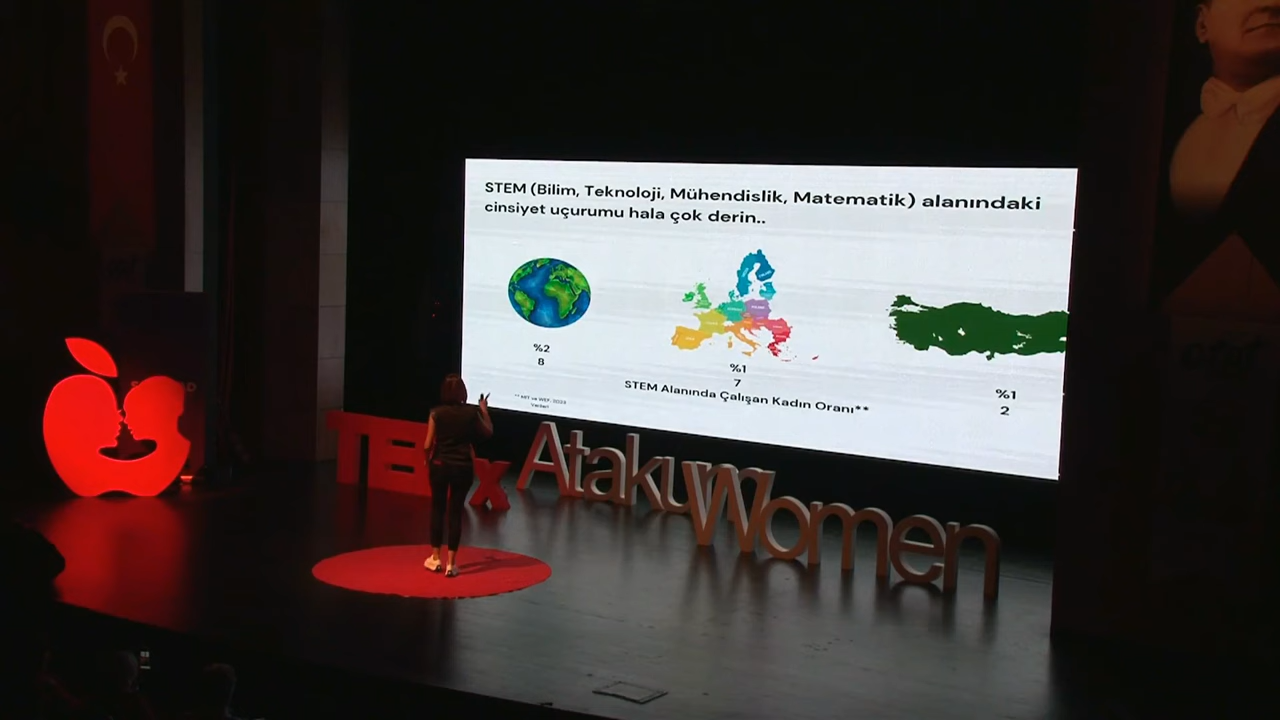 STEM (Bilim, Teknoloji, Mühendislik, Matematik) alanındaki
cinsiyet uçurumu hala çok derin..
%2
8
%1
7
%1
2
STEM Alanında Çalışan Kadın Oranı**
TEDx AtakumWomen